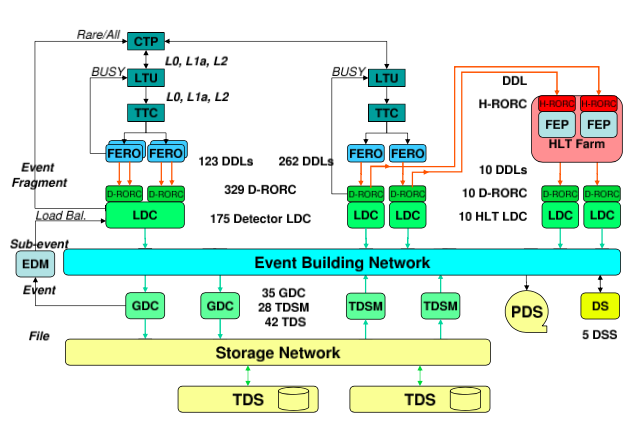 Rare/All
CTP
L0, L1a, L2
BUSY
LTU
BUSY
LTU
DDL
L0, L1a, L2
H-RORC
H-RORC
H-RORC
TTC
TTC
FEP
FEP
HLT Farm
FERO
FERO
123 DDLs
262 DDLs
FERO
FERO
Event
Fragment
10 DDLs
D-RORC
D-RORC
329 D-RORC
D-RORC
D-RORC
10 D-RORC
D-RORC
D-RORC
Load Bal.
LDC
175 Detector LDC
LDC
LDC
10 HLT LDC
LDC
LDC
Sub-event
EDM
Event Building Network
Event
GDC
GDC
35 GDC
28 TDSM
42 TDS
TDSM
TDSM
PDS
DS
File
5 DSS
Storage Network
TDS
TDS